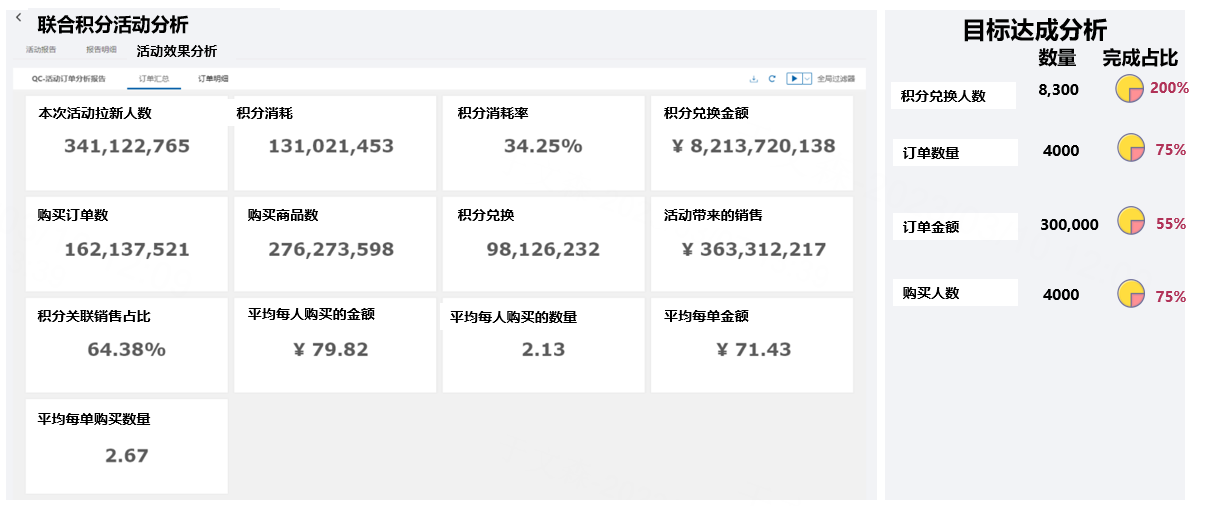 联合积分活动分析
活动报告 报告明细 活动效果分析
QC-活动订单分析报告 订单汇总 订单明细 全局过滤器
本次活动拉新人数 积分消耗 积分消耗率 积分兑换金额
341,122,765 131,021,453 34.25% ¥ 8,213,720,138
购买订单数 购买商品数 积分兑换 活动带来的销售
162,137,521 276,273,598 98,126,232 ¥ 363,312,217
积分关联销售占比 平均每人购买的金额 平均每人购买的数量 平均每单金额
64.38% ¥ 79.82 2.13 ¥ 71.43
平均每单购买数量
2.67
目标达成分析
数量 完成占比
积分兑换人数 8,300 200%
订单数量 4000 75%
订单金额 300,000 55%
购买人数 4000 75%